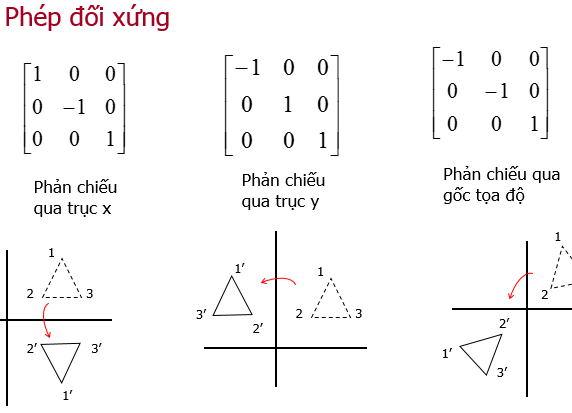 Phép đối xứng
1 0 0
0 −1 0
0 0 1
−1 0 0
0 1 0
0 0 1
−1 0 0
0 −1 0
0 0 1
Phản chiếu
qua trục x
Phản chiếu
qua trục y
Phản chiếu qua
gốc tọa độ
1
2 3
2′ 3′
1′
1′
3′ 2′
1
2 3
1
2
2′
1′
3′